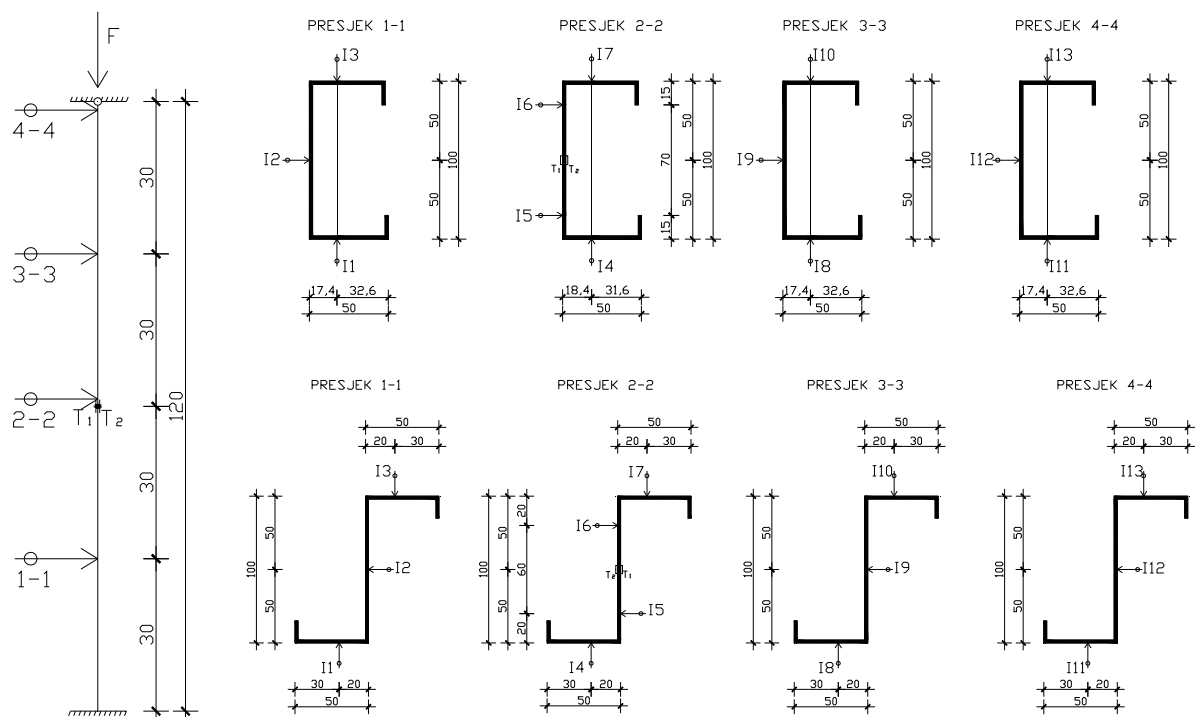 F
4-4
3-3
2-2
T1 T2
1-1
30
30
30
30
120
PRESJEK 1-1
I3
I2
I1
50
50
100
17,4
32,6
50
PRESJEK 2-2
I7
I6
T1 T2
I5
I4
15
70
15
50
50
100
18,4
31,6
50
PRESJEK 3-3
I10
I9
I8
50
50
100
17,4
32,6
50
PRESJEK 4-4
I13
I12
I11
50
50
100
17,4
32,6
50
PRESJEK 1-1
50
20
30
I3
I2
I1
100
50
50
30
20
50
PRESJEK 2-2
50
20
30
I7
I6
T2 T1
I5
I4
100
50
50
20
60
20
30
20
50
PRESJEK 3-3
50
20
30
I10
I9
I8
100
50
50
30
20
50
PRESJEK 4-4
50
20
30
I13
I12
I11
100
50
50
30
20
50